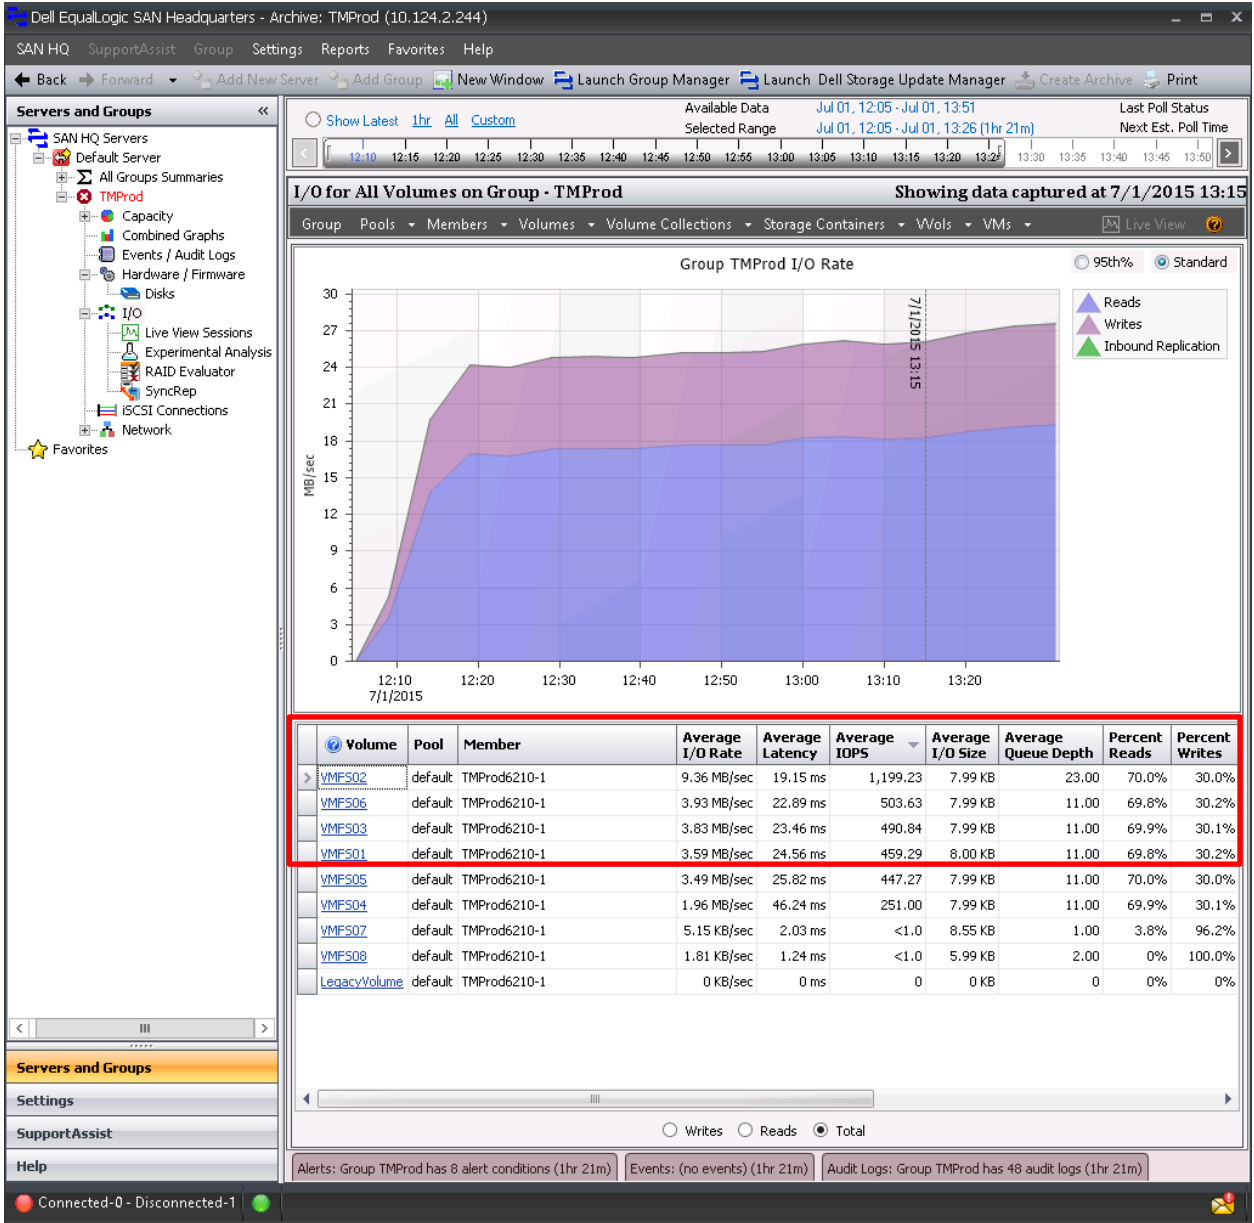 Dell EqualLogic SAN Headquarters - Archive: TMProd (10.124.2.244)
SAN HQ SupportAssist Group Settings Reports Favorites Help
Back Forward Add New Server Add Group New Window Launch Group Manager Launch Dell Storage Update Manager Create Archive Print
Servers and Groups
SAN HQ Servers
Default Server
All Groups Summaries
TMProd
Capacity
Combined Graphs
Events / Audit Logs
Hardware / Firmware
Disks
I/O
Live View Sessions
Experimental Analysis
RAID Evaluator
SyncRep
iSCSI Connections
Network
Favorites
Servers and Groups
Settings
SupportAssist
Help
Show Latest 1hr All Custom
Available Data Jul 01, 12:05 - Jul 01, 13:51
Selected Range Jul 01, 12:05 - Jul 01, 13:26 (1hr 21m)
Last Poll Status
Next Est. Poll Time
12:10 12:15 12:20 12:25 12:30 12:35 12:40 12:45 12:50 12:55 13:00 13:05 13:10 13:15 13:20 13:2 13:30 13:35 13:40 13:45 13:50
I/O for All Volumes on Group - TMProd Showing data captured at 7/1/2015 13:15
Group Pools Members Volumes Volume Collections Storage Containers VVols VMs Live View
Group TMProd I/O Rate
95th% Standard
Reads
Writes
Inbound Replication
MB/sec
30
27
24
21
18
15
12
9
6
3
0
7/1/2015 13:15
12:10 12:20 12:30 12:40 12:50 13:00 13:10 13:20
7/1/2015
Volume Pool Member Average I/O Rate Average Latency Average IOPS Average I/O Size Average Queue Depth Percent Reads Percent Writes
VMFS02 default TMProd6210-1 9.36 MB/sec 19.15 ms 1,199.23 7.99 KB 23.00 70.0% 30.0%
VMFS06 default TMProd6210-1 3.93 MB/sec 22.89 ms 503.63 7.99 KB 11.00 69.8% 30.2%
VMFS03 default TMProd6210-1 3.83 MB/sec 23.46 ms 490.84 7.99 KB 11.00 69.9% 30.1%
VMFS01 default TMProd6210-1 3.59 MB/sec 24.56 ms 459.29 8.00 KB 11.00 69.8% 30.2%
VMFS05 default TMProd6210-1 3.49 MB/sec 25.82 ms 447.27 7.99 KB 11.00 70.0% 30.0%
VMFS04 default TMProd6210-1 1.96 MB/sec 46.24 ms 251.00 7.99 KB 11.00 69.9% 30.1%
VMFS07 default TMProd6210-1 5.15 KB/sec 2.03 ms <1.0 8.55 KB 1.00 3.8% 96.2%
VMFS08 default TMProd6210-1 1.81 KB/sec 1.24 ms <1.0 5.99 KB 2.00 0% 100.0%
LegacyVolume default TMProd6210-1 0 KB/sec 0 ms 0 0 KB 0 0% 0%
Writes Reads Total
Alerts: Group TMProd has 8 alert conditions (1hr 21m) Events: (no events) (1hr 21m) Audit Logs: Group TMProd has 48 audit logs (1hr 21m)
Connected-0 - Disconnected-1